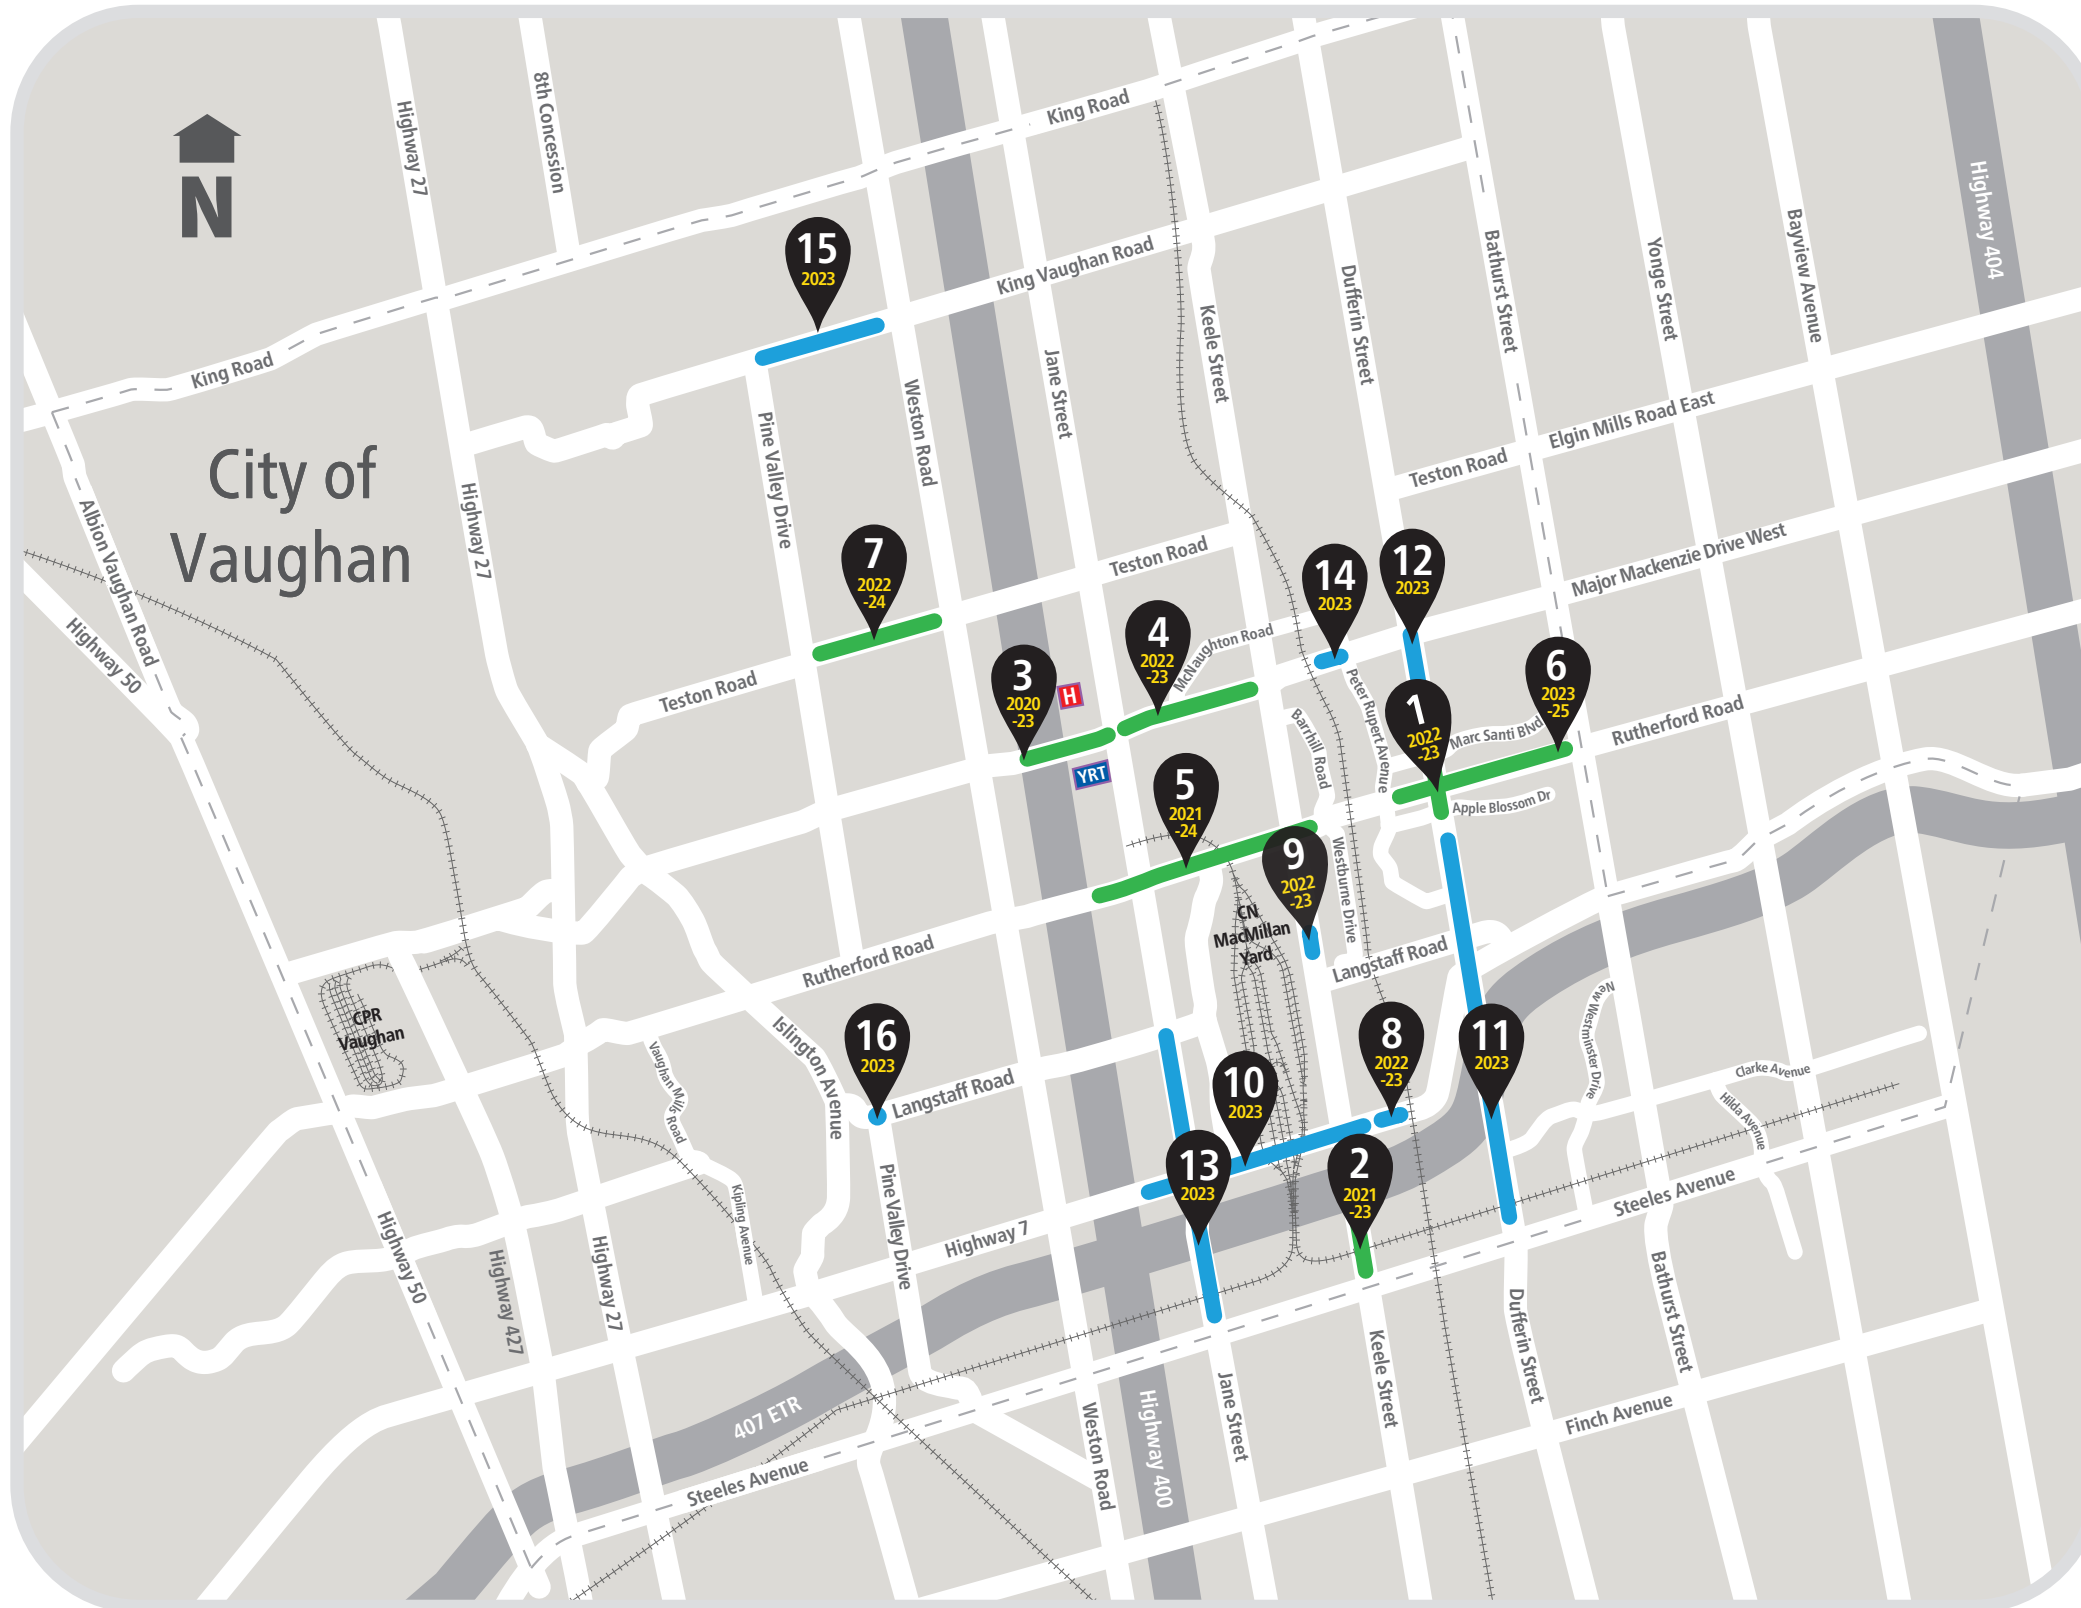 King Road
8th Concession
Highway 27
N
Highway 404
Bayview Avenue
Yonge Street
Bathurst Street
Dufferin Street
King Vaughan Road
15
2023
Keele Street
Jane Street
King Road
Weston Road
Elgin Mills Road East
Pine Valley Drive
City of
Vaughan
Teston Road
Highway 27
Albion Vaughan Road
Teston Road
7
2022
-24
12
2023
14
2023
Major Mackenzie Drive West
Highway 50
4
2022
-23
McNaughton Road
3
2020
-23
H
Teston Road
6
2023
-25
Peter Rupert Avenue
1
2022
-23
Marc Santi Blvd
Rutherford Road
Barrhill Road
YRT
5
2021
-24
Apple Blossom Dr
9
2022
-23
Westburne Drive
CN
MacMillan
Yard
Rutherford Road
Langstaff Road
CPR
Vaughan
New Westminster Drive
16
2023
8
2022
-23
11
2023
Islington Avenue
Vaughan Mills Road
Langstaff Road
10
2023
Clarke Avenue
Hilda Avenue
13
2023
2
2021
-23
Kipling Avenue
Pine Valley Drive
Steeles Avenue
Highway 7
Highway 50
Highway 427
Highway 27
Bathurst Street
Dufferin Street
Keele Street
Jane Street
Highway 400
Weston Road
407 ETR
Finch Avenue
Steeles Avenue